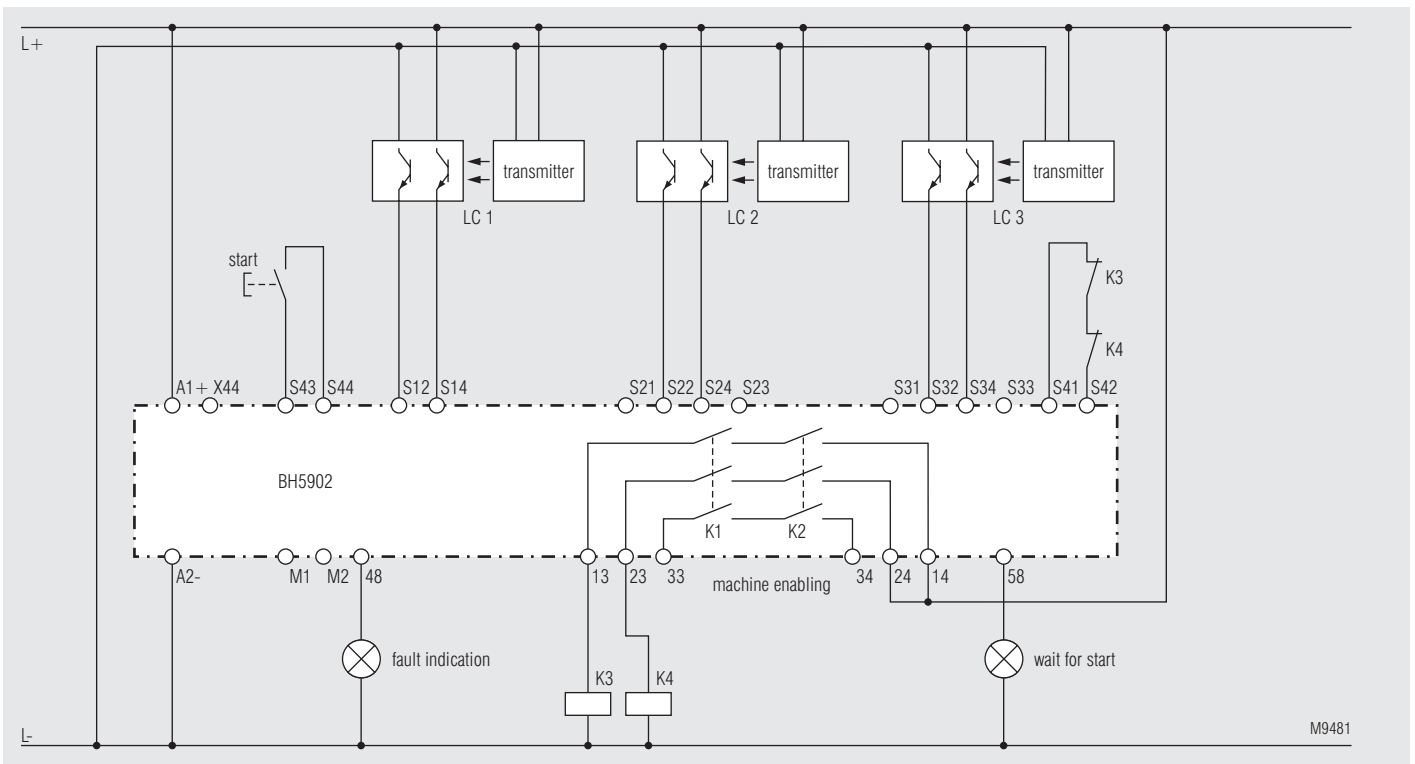 L+
transmitter
transmitter
transmitter
LC 1
LC 2
LC 3
start
K3
K4
A1+ X44 S43 S44 S12 S14 S21 S22 S24 S23 S31 S32 S34 S33 S41 S42
BH5902
K1 K2
A2- M1 M2 48 13 23 33 machine enabling 34 24 14 58
fault indication
wait for start
K3 K4
L-
M9481